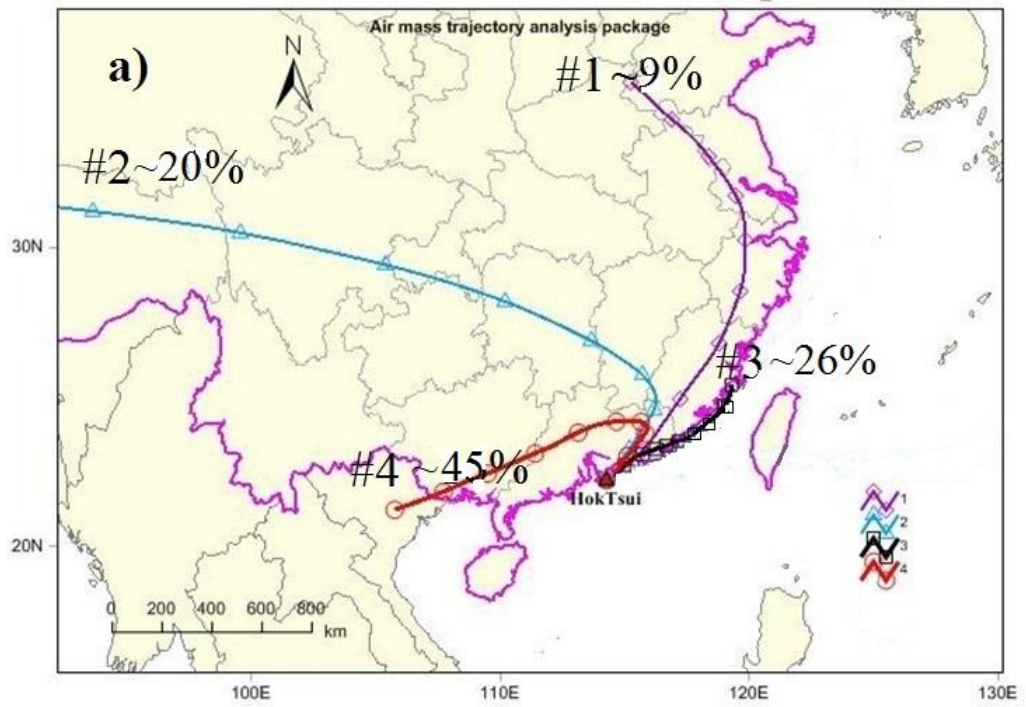 Air mass trajectory analysis package
a)
N
#1~9%
#2~20%
30N
#3~26%
#4 ~45%
HokTsui
1
2
3
4
20N
0 200 400 600 800
km
100E 110E 120E 130E